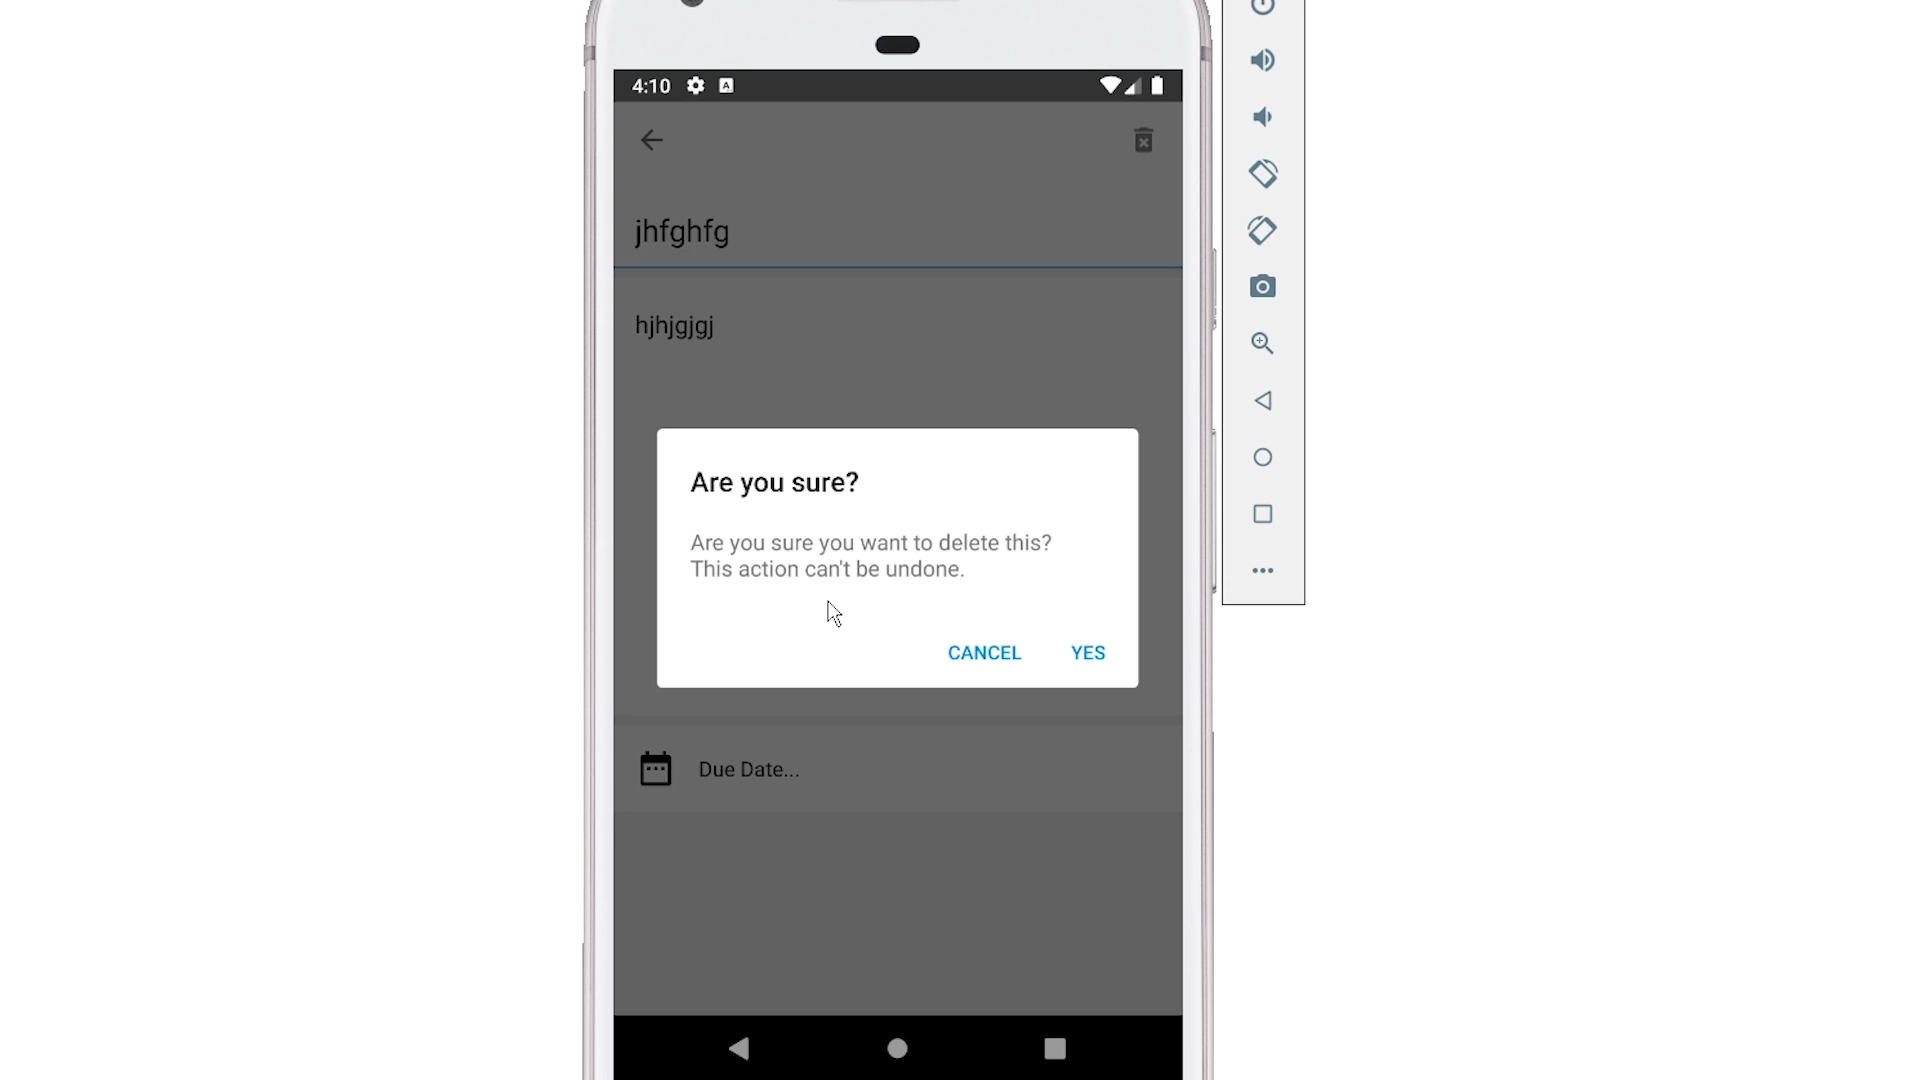 4:10
jhfghfg
hjhjgjgj
Are you sure?
Are you sure you want to delete this?
This action can't be undone.
CANCEL YES
Due Date...